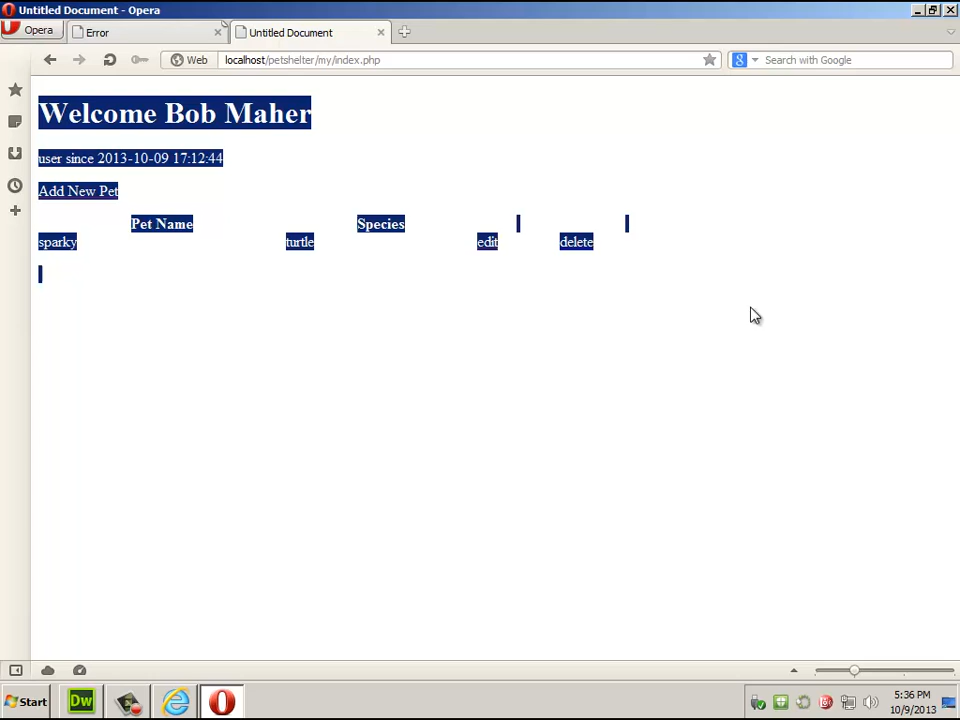 Untitled Document - Opera
Opera
Error
Untitled Document
Web
localhost/petshelter/my/index.php
Search with Google
Welcome Bob Maher
user since 2013-10-09 17:12:44
Add New Pet
Pet Name Species
sparky turtle edit delete
Start
Dw
5:36 PM
10/9/2013